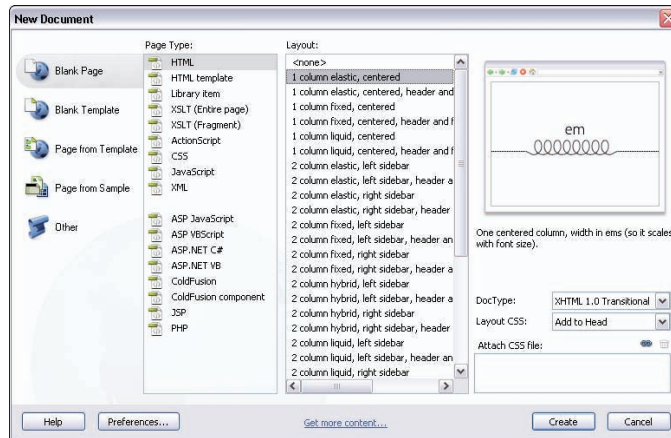 New Document
Blank Page
Blank Template
Page from Template
Page from Sample
Other
Page Type:
HTML
HTML template
Library item
XSLT (Entire page)
XSLT (Fragment)
ActionScript
CSS
JavaScript
XML
ASP JavaScript
ASP VBScript
ASP.NET C#
ASP.NET VB
ColdFusion
ColdFusion component
JSP
PHP
Layout:
<none>
1 column elastic, centered
1 column elastic, centered, header and
1 column fixed, centered
1 column fixed, centered, header and f
1 column liquid, centered
1 column liquid, centered, header and f
2 column elastic, left sidebar
2 column elastic, left sidebar, header a
2 column elastic, right sidebar
2 column elastic, right sidebar, header
2 column fixed, left sidebar
2 column fixed, left sidebar, header an
2 column fixed, right sidebar
2 column fixed, right sidebar, header a
2 column hybrid, left sidebar
2 column hybrid, left sidebar, header a
2 column hybrid, right sidebar
2 column hybrid, right sidebar, header
2 column liquid, left sidebar
2 column liquid, left sidebar, header an
2 column liquid, right sidebar
em
One centered column, width in ems (so it scales
with font size).
DocType: XHTML 1.0 Transitional
Layout CSS: Add to Head
Attach CSS file:
Help Preferences... Get more content... Create Cancel